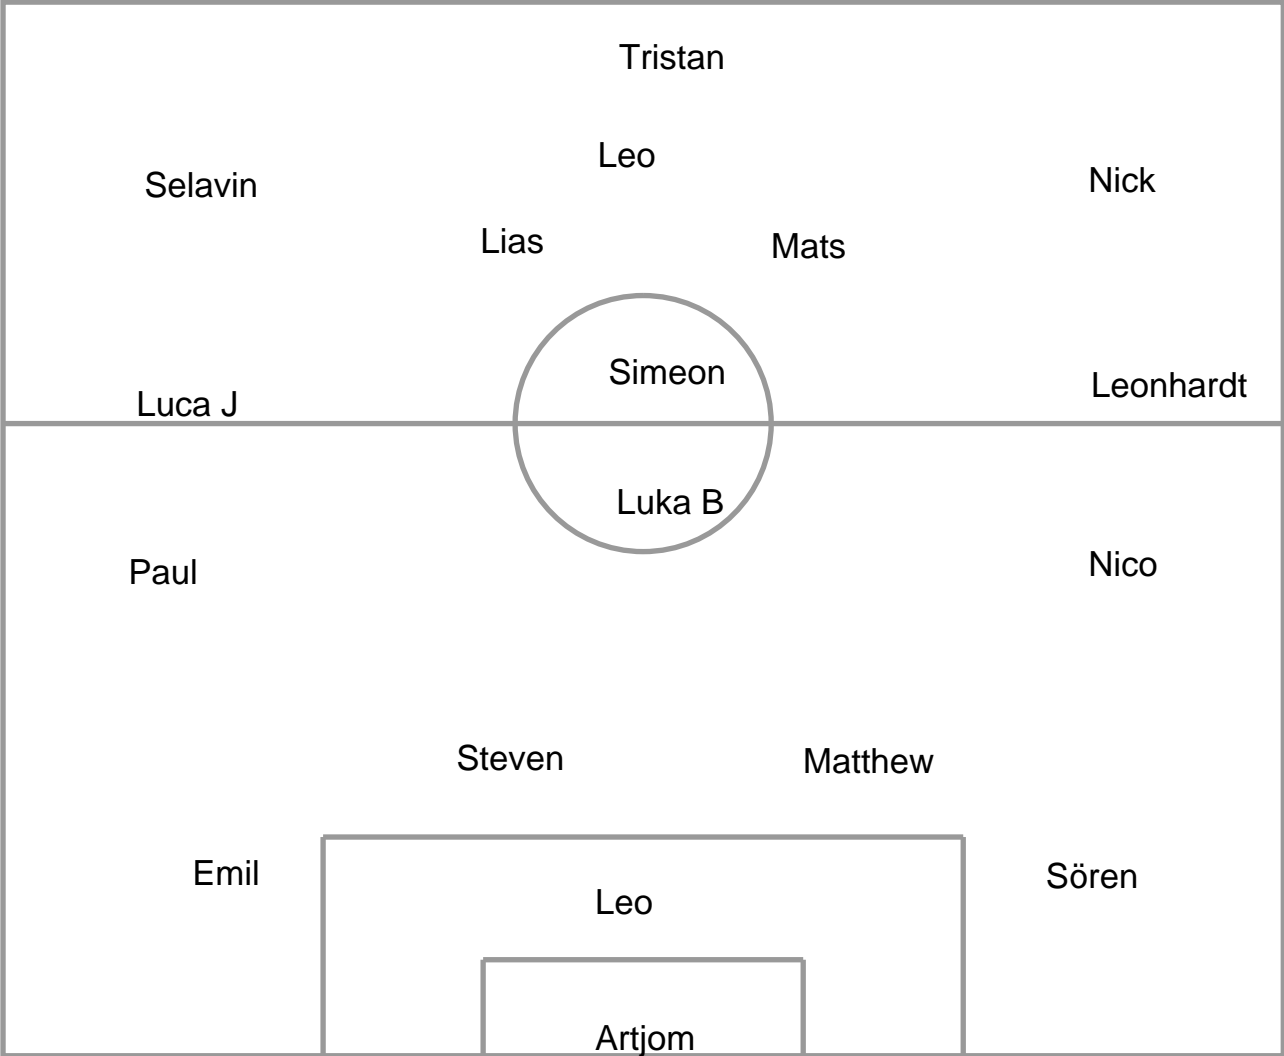 Tristan
Leo
Selavin
Nick
Lias
Mats
Simeon
Leonhardt
Luca J
Luka B
Paul
Nico
Steven
Matthew
Emil
Sören
Leo
Artjom